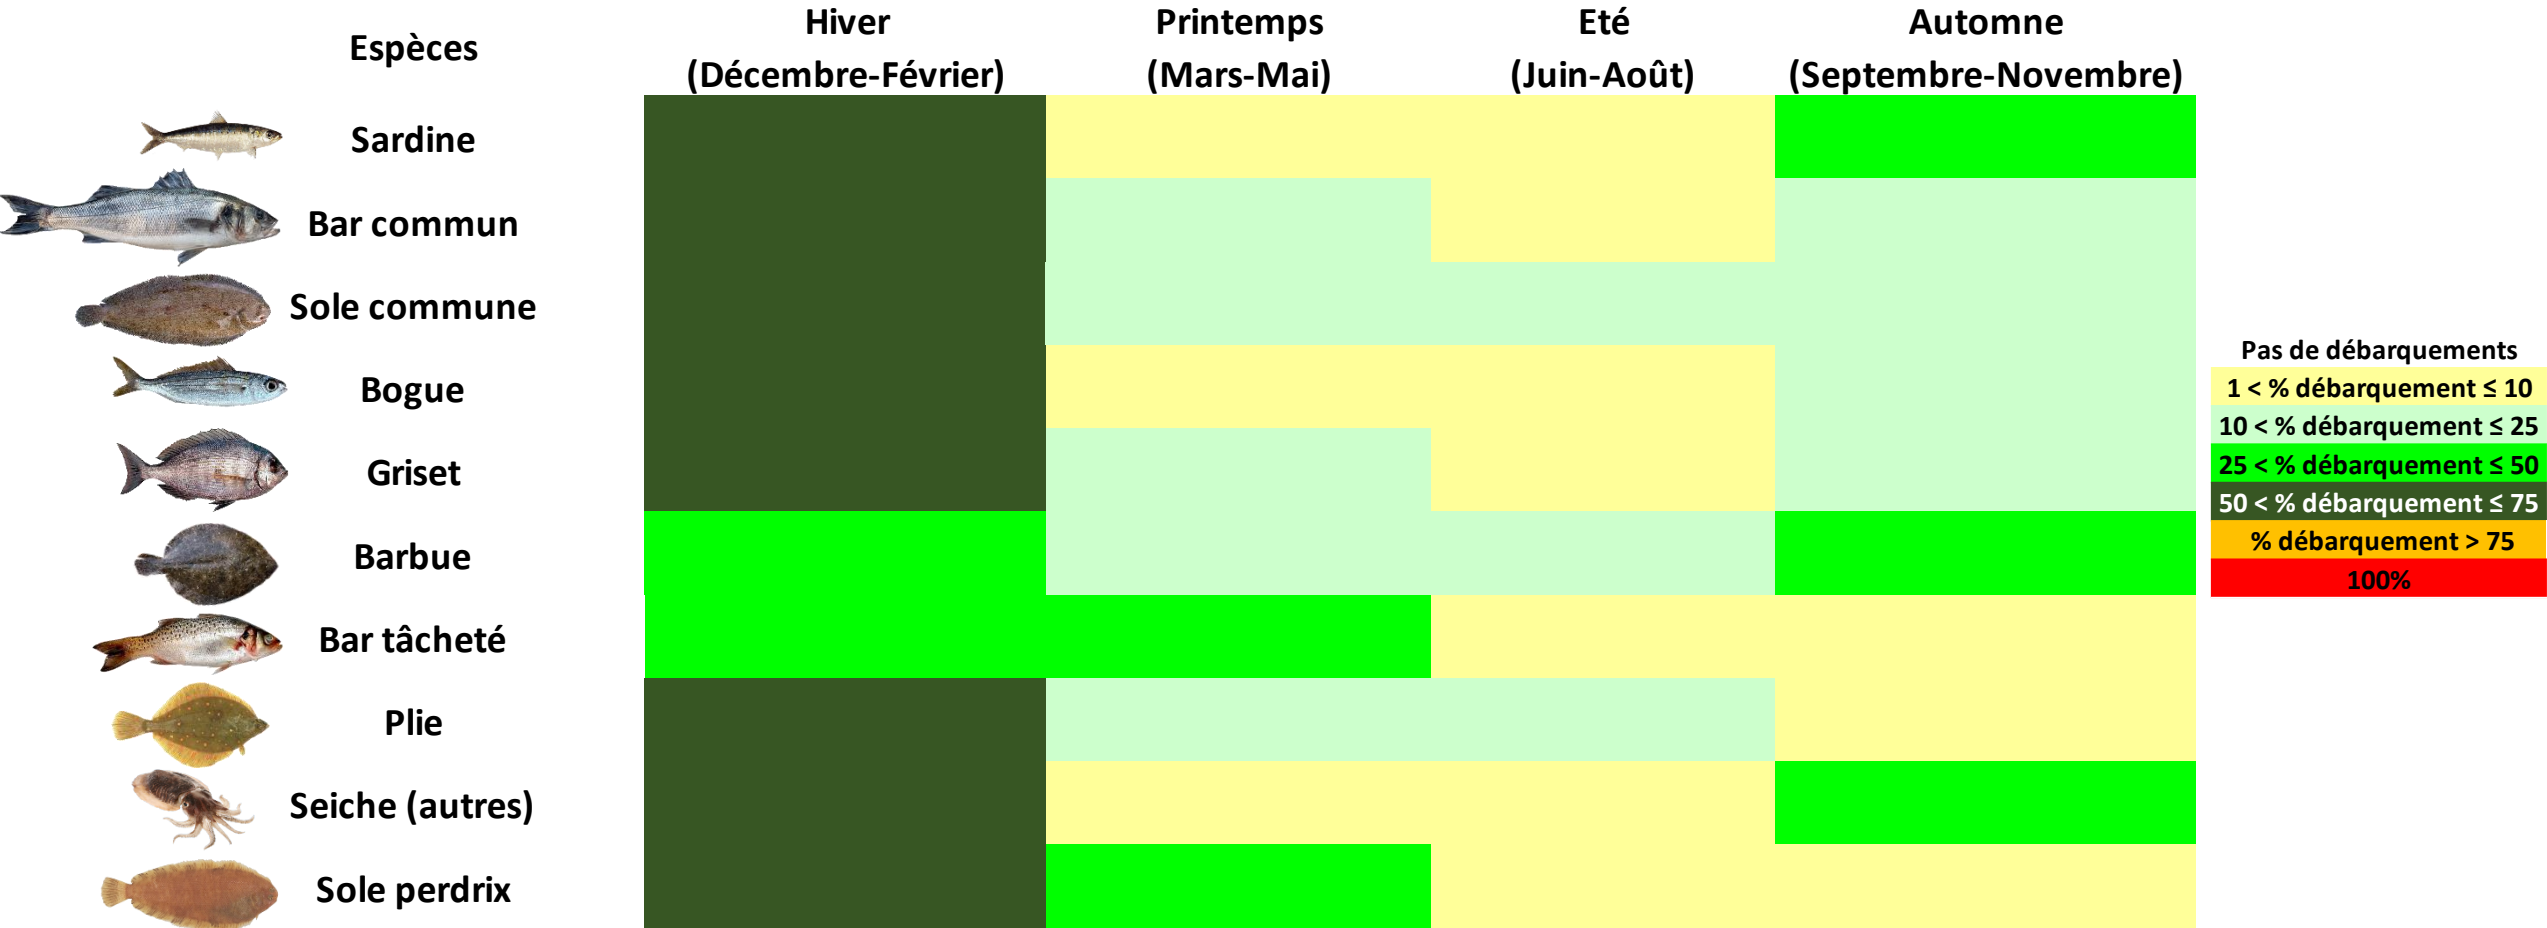 Espèces
Hiver
(Décembre-Février)
Printemps
(Mars-Mai)
Eté
(Juin-Août)
Automne
(Septembre-Novembre)
Sardine
Bar commun
Sole commune
Bogue
Griset
Barbue
Bar tâcheté
Plie
Seiche (autres)
Sole perdrix
Pas de débarquements
1 < % débarquement ≤ 10
10 < % débarquement ≤ 25
25 < % débarquement ≤ 50
50 < % débarquement ≤ 75
% débarquement > 75
100%